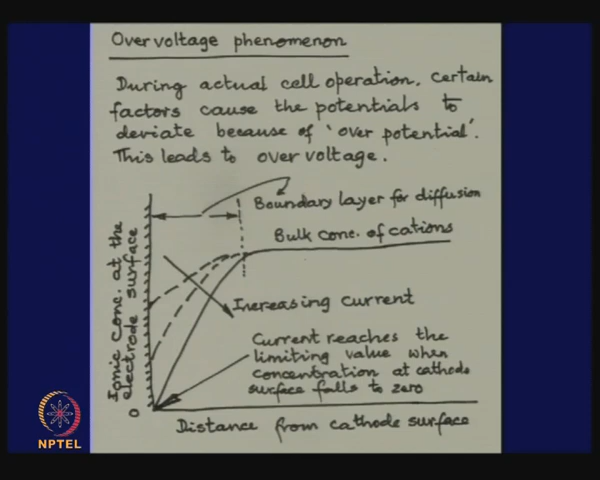 Overvoltage phenomenon
During actual cell operation, certain
factors cause the potentials to
deviate because of 'over potential'.
This leads to over voltage.
Boundary layer for diffusion
Bulk conc. of cations
Ionic conc. at the
electrode surface
Increasing current
Current reaches the
limiting value when
concentration at cathode
surface falls to zero
0
Distance from cathode surface
NPTEL